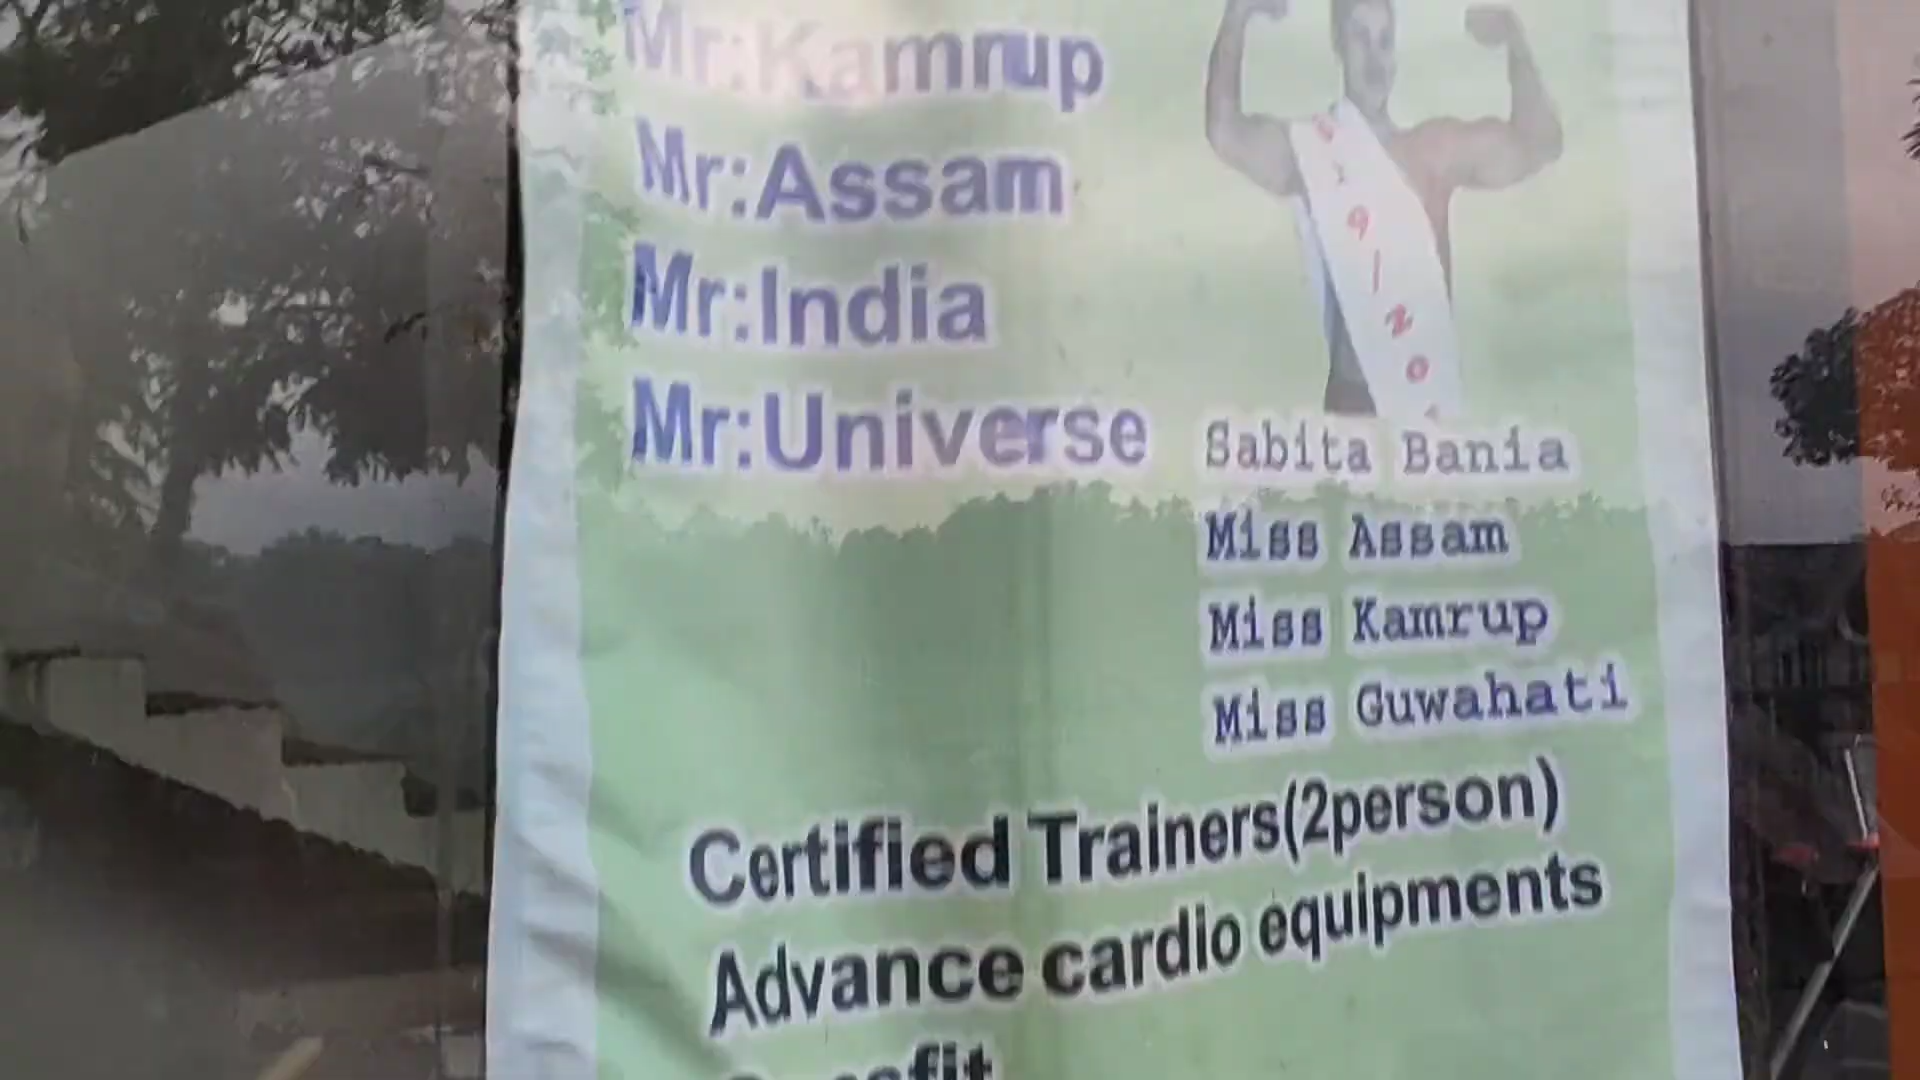 Mr:Kamrup
Mr:Assam
Mr:India
Mr:Universe
Sabita Bania
Miss Assam
Miss Kamrup
Miss Guwahati
Certified Trainers(2person)
Advance cardio equipments